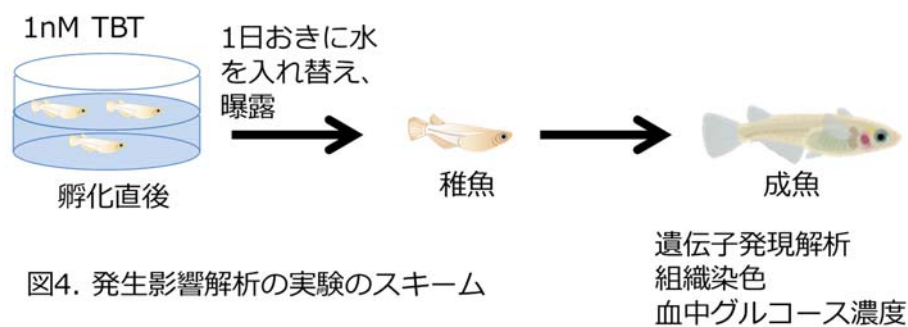 1nM TBT
1日おきに水
を入れ替え、
曝露
孵化直後
稚魚
成魚
遺伝子発現解析
組織染色
血中グルコース濃度
図4. 発生影響解析の実験のスキーム